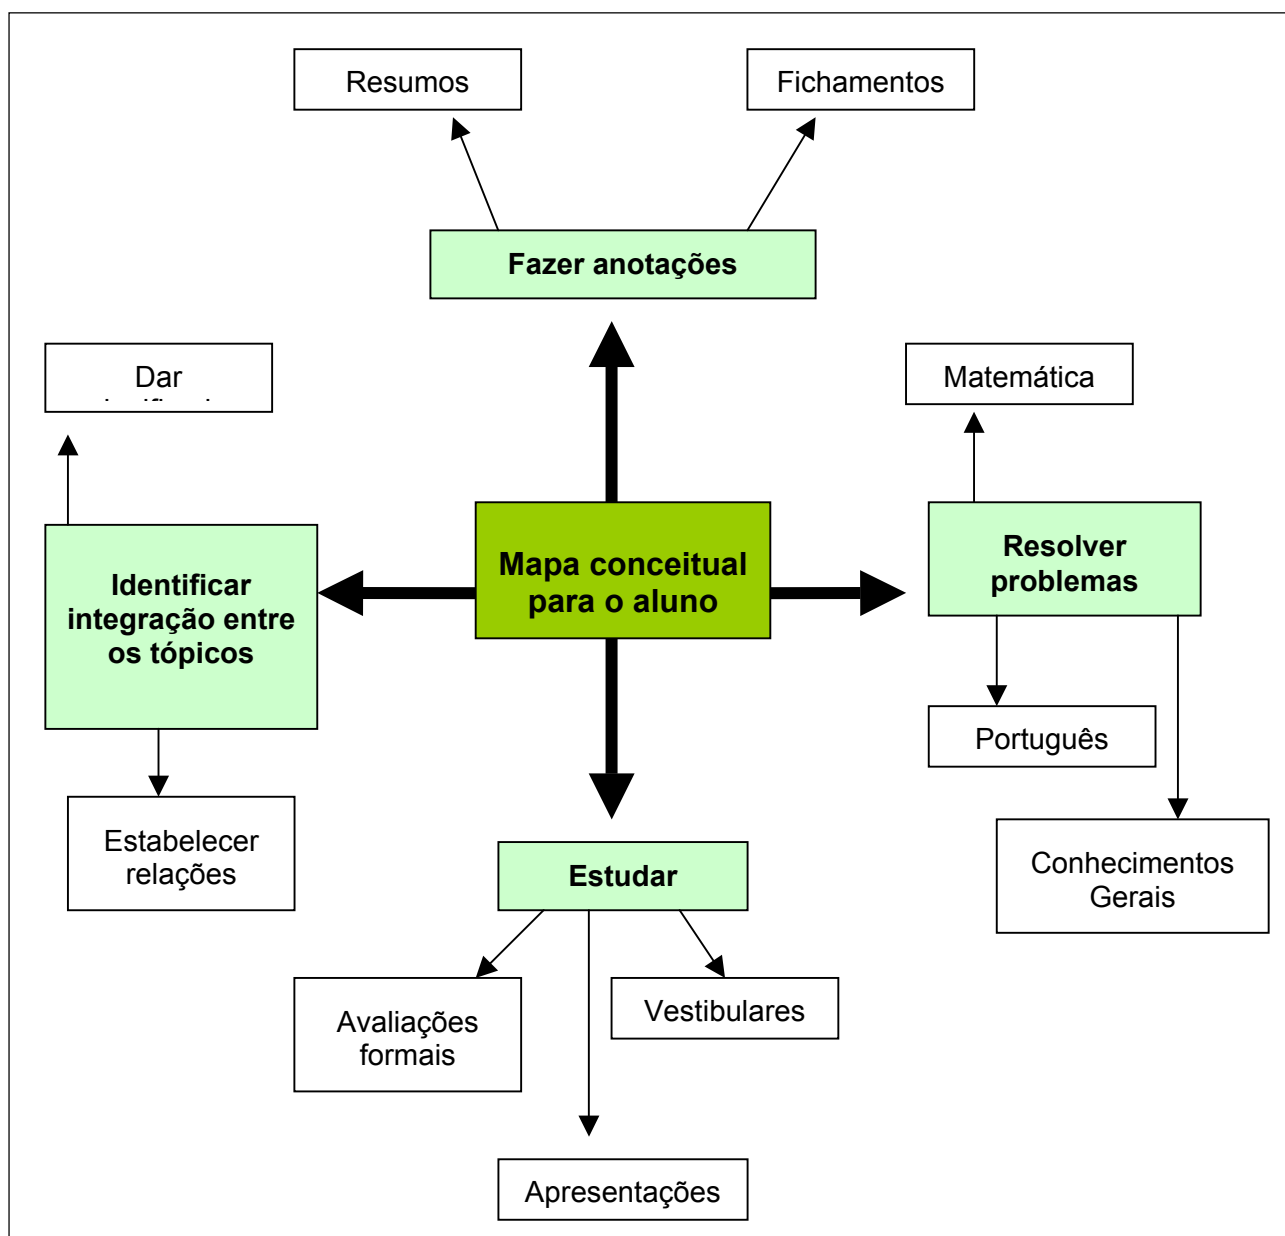 Resumos
Fichamentos
Fazer anotações
Dar
Matemática
Mapa conceitual
para o aluno
Resolver
problemas
Identificar
integração entre
os tópicos
Português
Estabelecer
relações
Estudar
Conhecimentos
Gerais
Avaliações
formais
Vestibulares
Apresentações